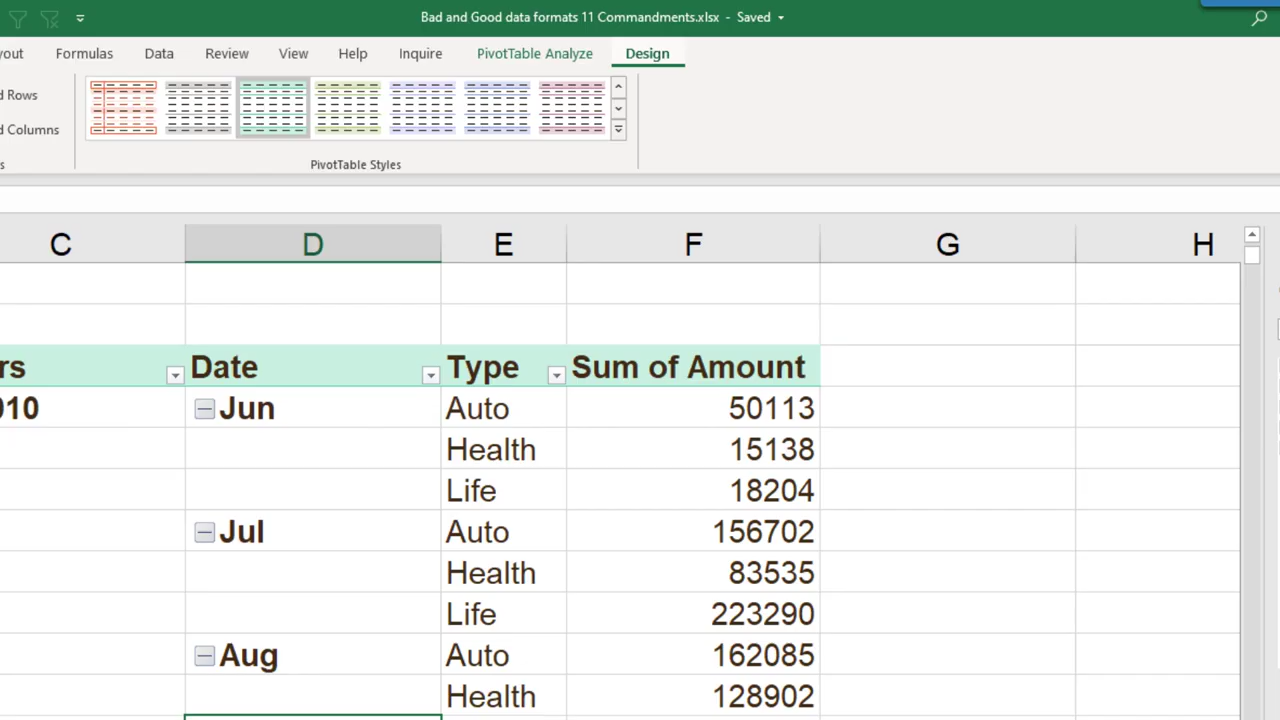 Bad and Good data formats 11 Commandments.xlsx - Saved
yout Formulas Data Review View Help Inquire PivotTable Analyze Design
d Rows
d Columns
s PivotTable Styles
C D E F G H
rs Date Type Sum of Amount
010 Jun Auto 50113
Health 15138
Life 18204
Jul Auto 156702
Health 83535
Life 223290
Aug Auto 162085
Health 128902